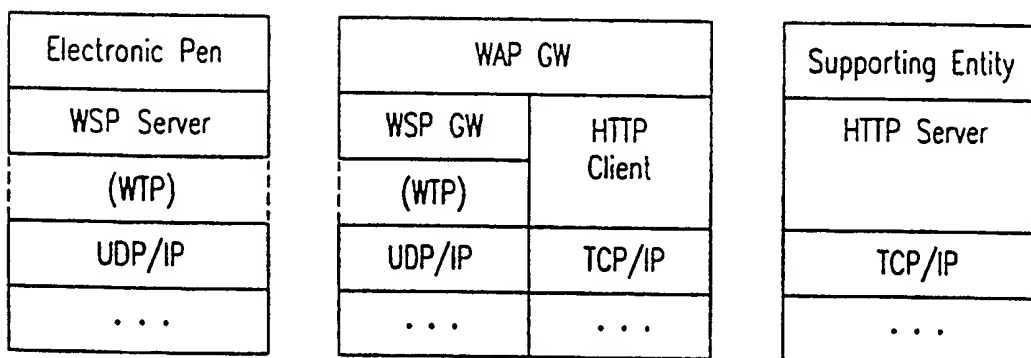 Electronic Pen
WSP Server
(WTP)
UDP/IP
. . .
WAP GW
WSP GW
(WTP)
UDP/IP
. . .
HTTP
Client
TCP/IP
. . .
Supporting Entity
HTTP Server
TCP/IP
. . .